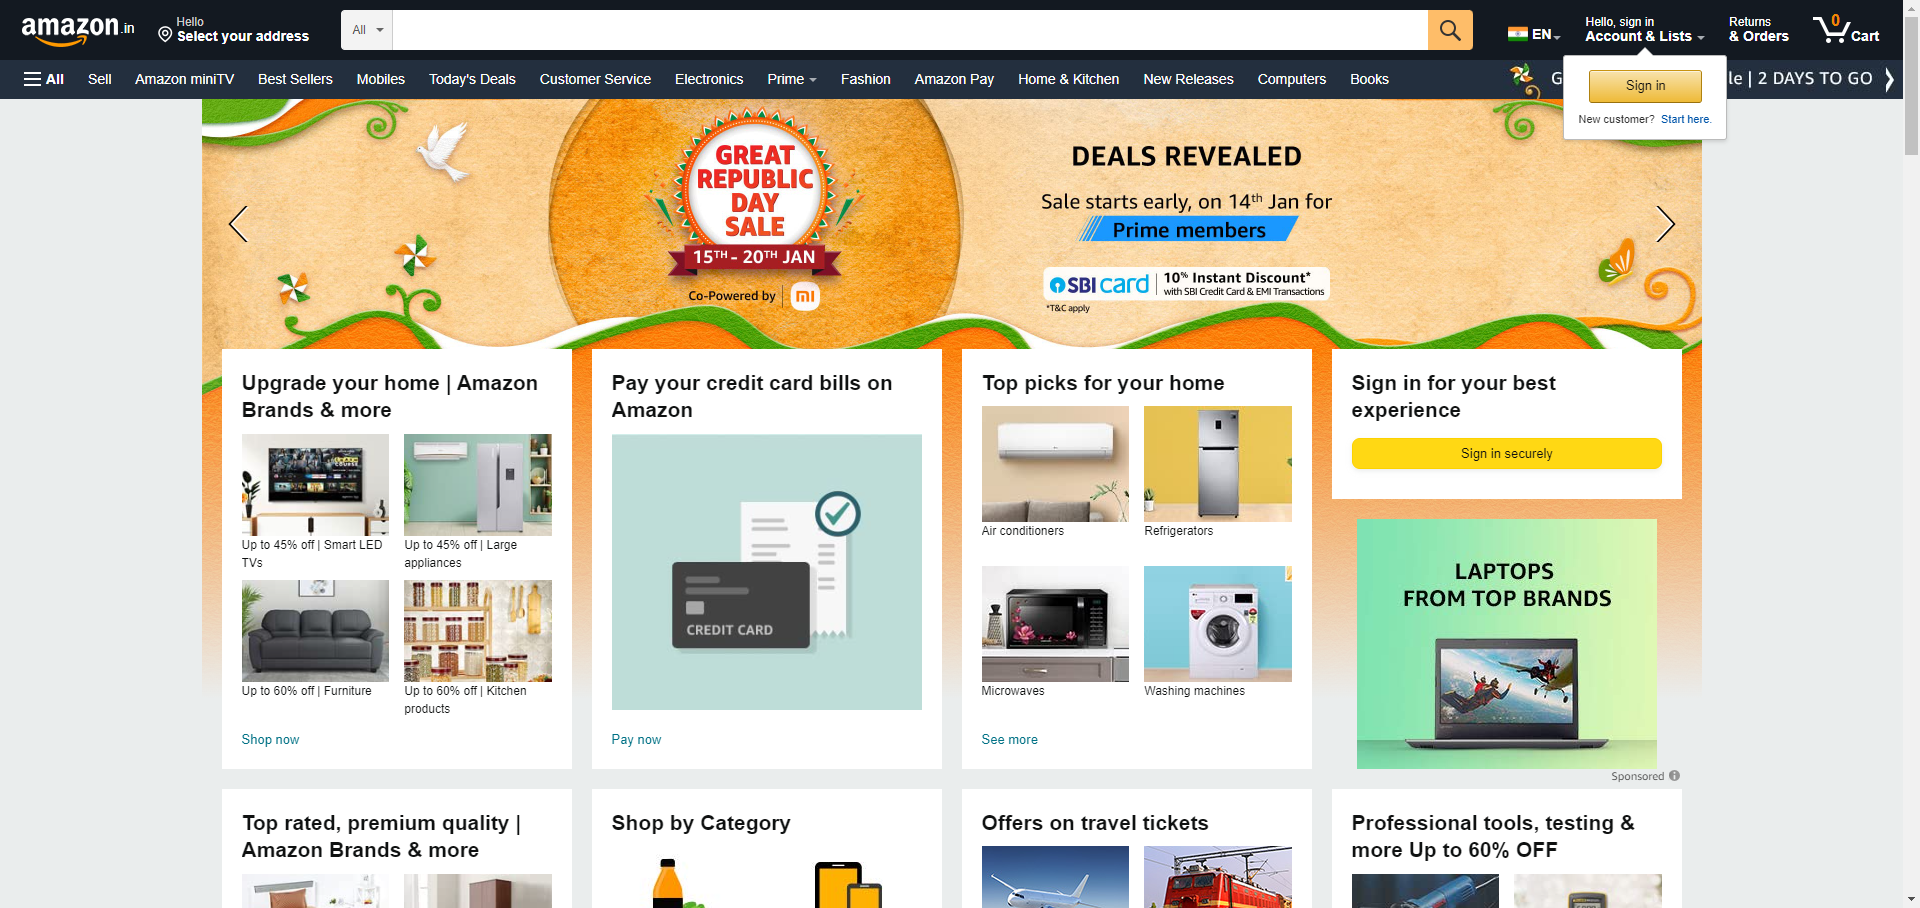 amazon.in
Hello
Select your address
All
EN
Hello, sign in
Account & Lists
Returns
& Orders
0
Cart
All
Sell
Amazon miniTV
Best Sellers
Mobiles
Today's Deals
Customer Service
Electronics
Prime
Fashion
Amazon Pay
Home & Kitchen
New Releases
Computers
Books
G
le | 2 DAYS TO GO
Sign in
New customer? Start here.
GREAT
REPUBLIC
DAY
SALE
15TH - 20TH JAN
Co-Powered by
mi
DEALS REVEALED
Sale starts early, on 14th Jan for
Prime members
SBI card
10% Instant Discount*
with SBI Credit Card & EMI Transactions
*T&C apply
Upgrade your home | Amazon
Brands & more
Up to 45% off | Smart LED
TVs
Up to 45% off | Large
appliances
Up to 60% off | Furniture
Up to 60% off | Kitchen
products
Shop now
Pay your credit card bills on
Amazon
CREDIT CARD
Pay now
Top picks for your home
Air conditioners
Refrigerators
Microwaves
Washing machines
See more
Sign in for your best
experience
Sign in securely
LAPTOPS
FROM TOP BRANDS
Sponsored
Top rated, premium quality |
Amazon Brands & more
Shop by Category
Offers on travel tickets
Professional tools, testing &
more Up to 60% OFF